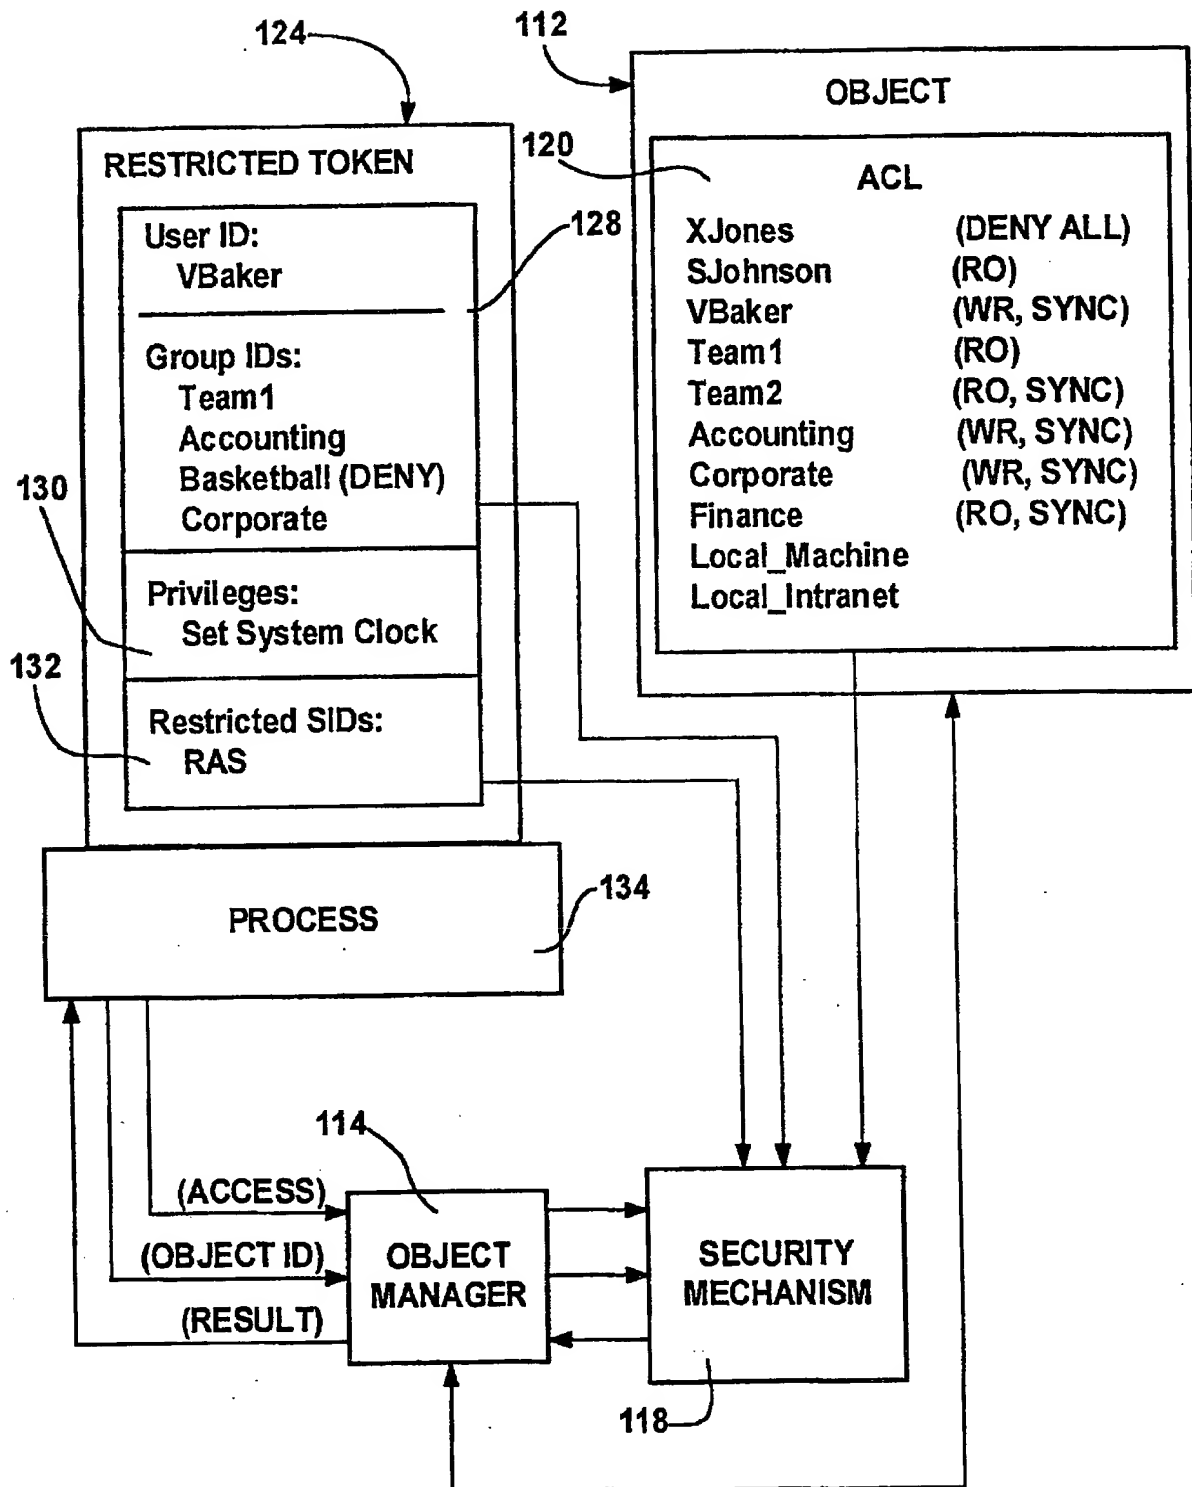 124
112
OBJECT
120
ACL
XJones (DENY ALL)
SJohnson (RO)
VBaker (WR, SYNC)
Team1 (RO)
Team2 (RO, SYNC)
Accounting (WR, SYNC)
Corporate (WR, SYNC)
Finance (RO, SYNC)
Local_Machine
Local_Intranet
RESTRICTED TOKEN
User ID:
VBaker
128
Group IDs:
Team1
Accounting
Basketball (DENY)
Corporate
130
Privileges:
Set System Clock
132
Restricted SIDs:
RAS
PROCESS
134
114
(ACCESS)
(OBJECT ID)
(RESULT)
OBJECT
MANAGER
SECURITY
MECHANISM
118